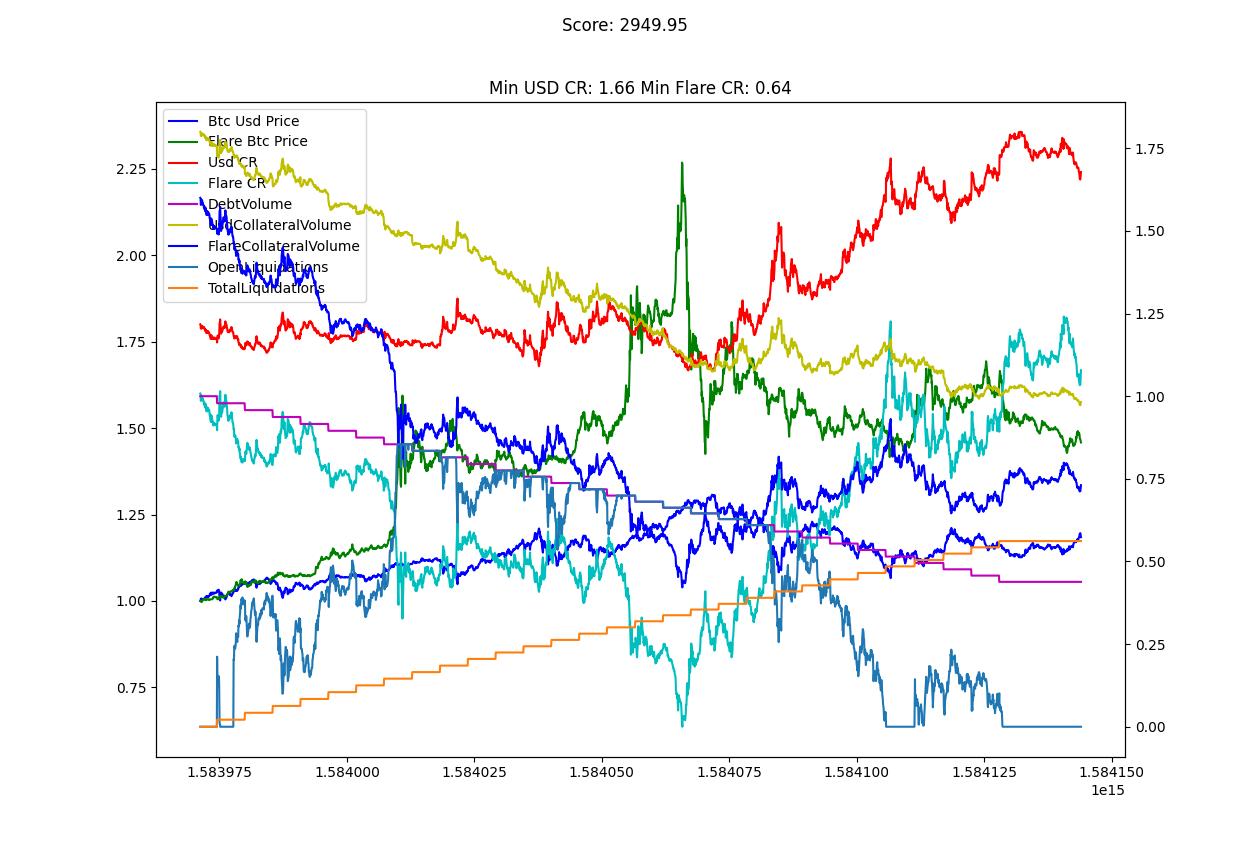 Score: 2949.95
Min USD CR: 1.66 Min Flare CR: 0.64
Btc Usd Price
Flare Btc Price
Usd CR
Flare CR
DebtVolume
UsdCollateralVolume
FlareCollateralVolume
OpenLiquidations
TotalLiquidations
2.25
2.00
1.75
1.50
1.25
1.00
0.75
1.75
1.50
1.25
1.00
0.75
0.50
0.25
0.00
1.583975 1.584000 1.584025 1.584050 1.584075 1.584100 1.584125 1.584150
1e15